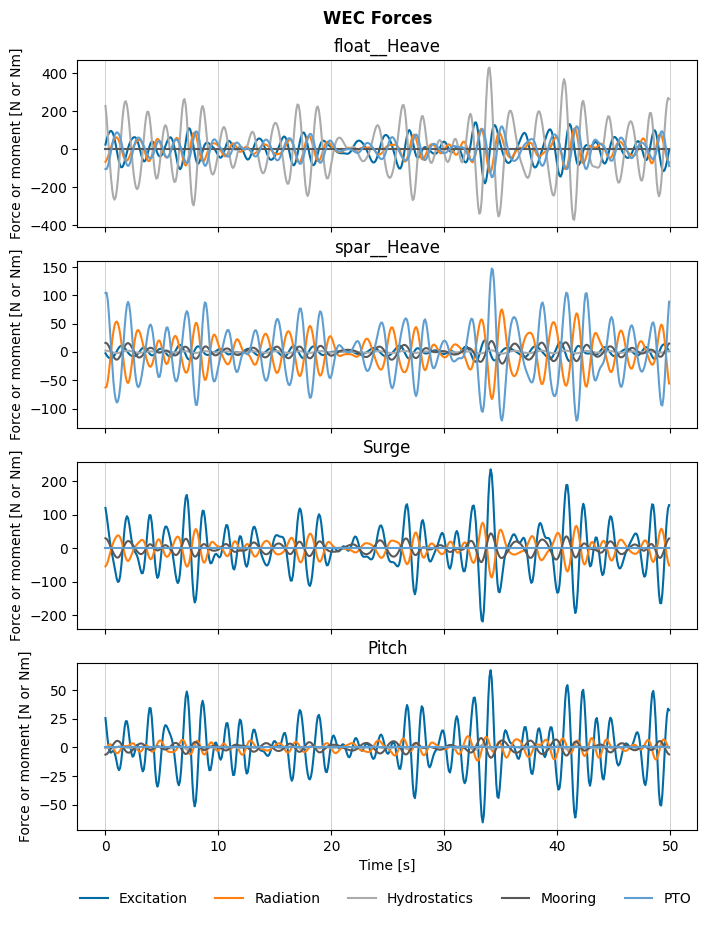 WEC Forces
float__Heave
Force or moment [N or Nm]
400
200
0
−200
−400
spar__Heave
Force or moment [N or Nm]
150
100
50
0
−50
−100
Surge
Force or moment [N or Nm]
200
100
0
−100
−200
Pitch
Force or moment [N or Nm]
50
25
0
−25
−50
0 10 20 30 40 50
Time [s]
Excitation Radiation Hydrostatics Mooring PTO